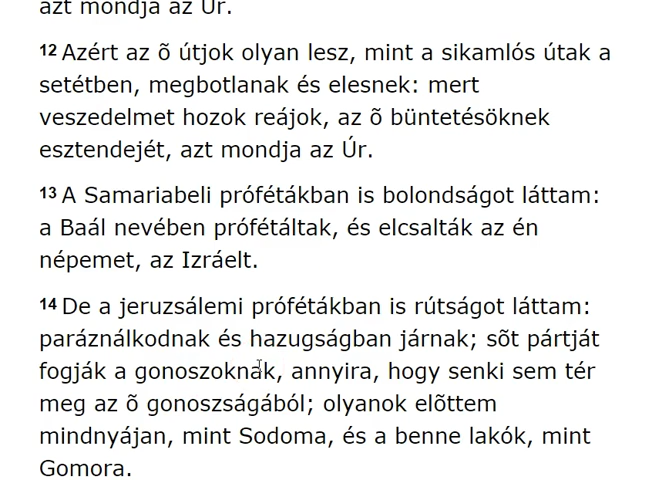 azt mondja az Úr.
12 Azért az õ útjok olyan lesz, mint a sikamlós útak a
setétben, megbotlanak és elesnek: mert
veszedelmet hozok reájok, az õ büntetésöknek
esztendejét, azt mondja az Úr.
13 A Samariabeli prófétákban is bolondságot láttam:
a Baál nevében prófétáltak, és elcsalták az én
népemet, az Izráelt.
14 De a jeruzsálemi prófétákban is rútságot láttam:
paráználkodnak és hazugságban járnak; sõt pártját
fogják a gonoszoknak, annyira, hogy senki sem tér
meg az õ gonoszságából; olyanok elõttem
mindnyájan, mint Sodoma, és a benne lakók, mint
Gomora.